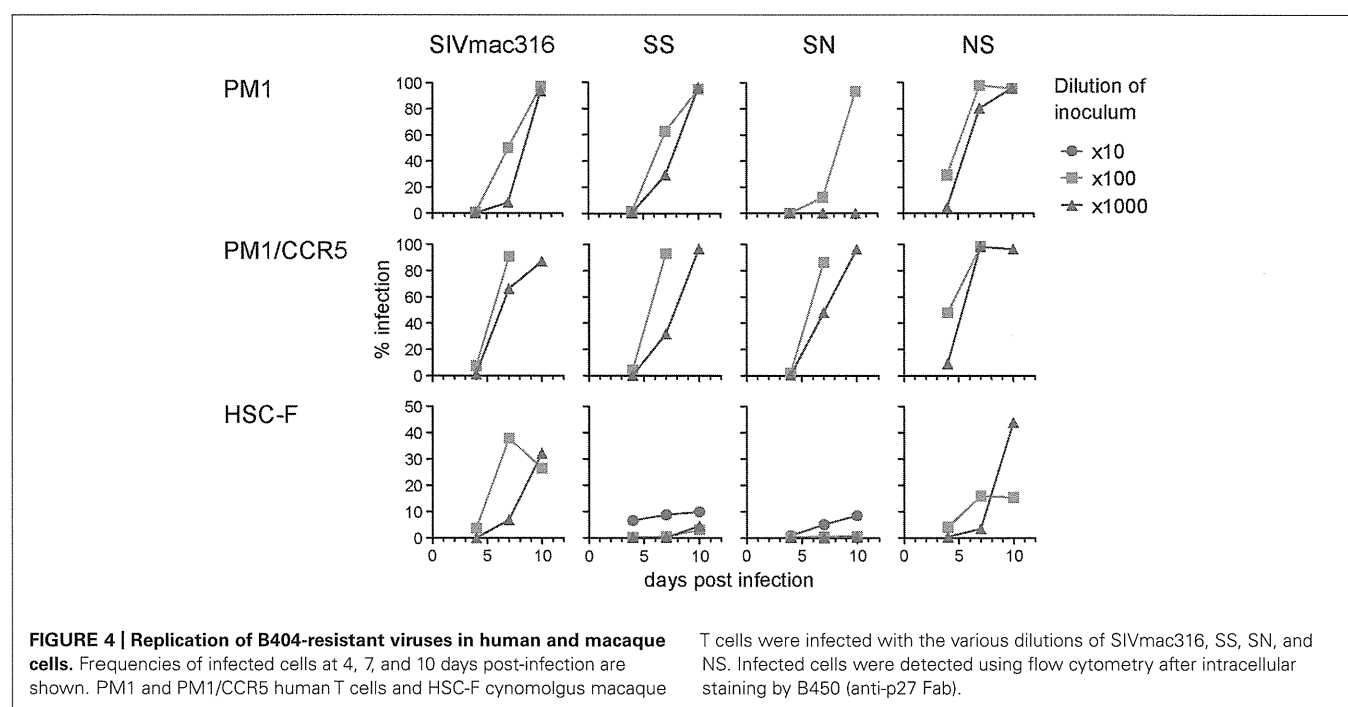 SIVmac316 SS SN NS
PM1
100
80
60
40
20
0
Dilution of
inoculum
x10
x100
x1000
PM1/CCR5
100
80
60
40
20
0
% infection
HSC-F
50
40
30
20
10
0
0 5 10 0 5 10 0 5 10 0 5 10
days post infection
FIGURE 4 | Replication of B404-resistant viruses in human and macaque
cells. Frequencies of infected cells at 4, 7, and 10 days post-infection are
shown. PM1 and PM1/CCR5 human T cells and HSC-F cynomolgus macaque
T cells were infected with the various dilutions of SIVmac316, SS, SN, and
NS. Infected cells were detected using flow cytometry after intracellular
staining by B450 (anti-p27 Fab).